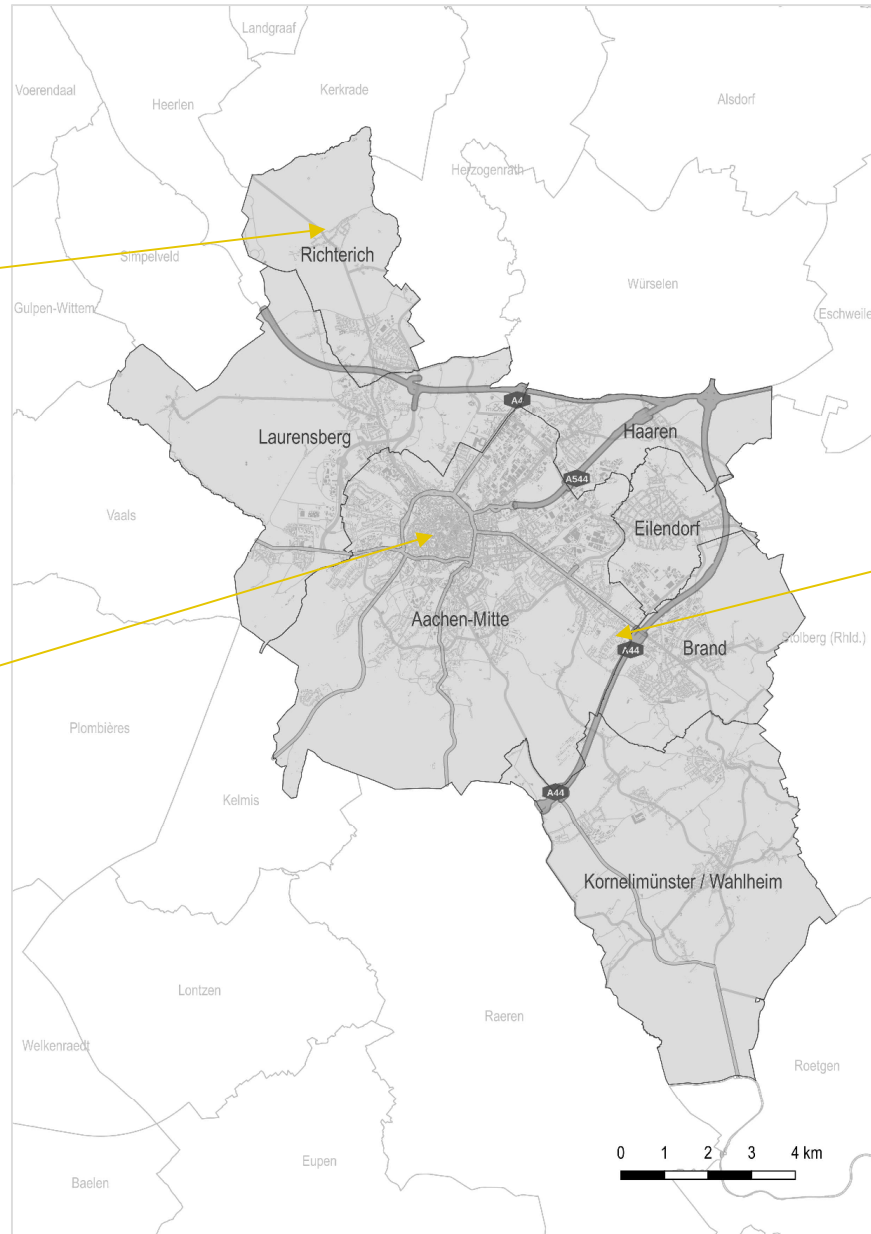 Landgraaf
Voerendaal
Heerlen
Kerkrade
Alsdorf
Herzogenrath
Simpelveld
Richterich
Würselen
Gulpen-Wittem
Eschweile
A4
Laurensberg
Haaren
A544
Vaals
Eilendorf
Aachen-Mitte
Stolberg (Rhld.)
A44
Brand
Plombières
A44
Kelmis
Kornelimünster / Wahlheim
Lontzen
Raeren
Welkenraedt
Roetgen
0 1 2 3 4 km
Eupen
Baelen